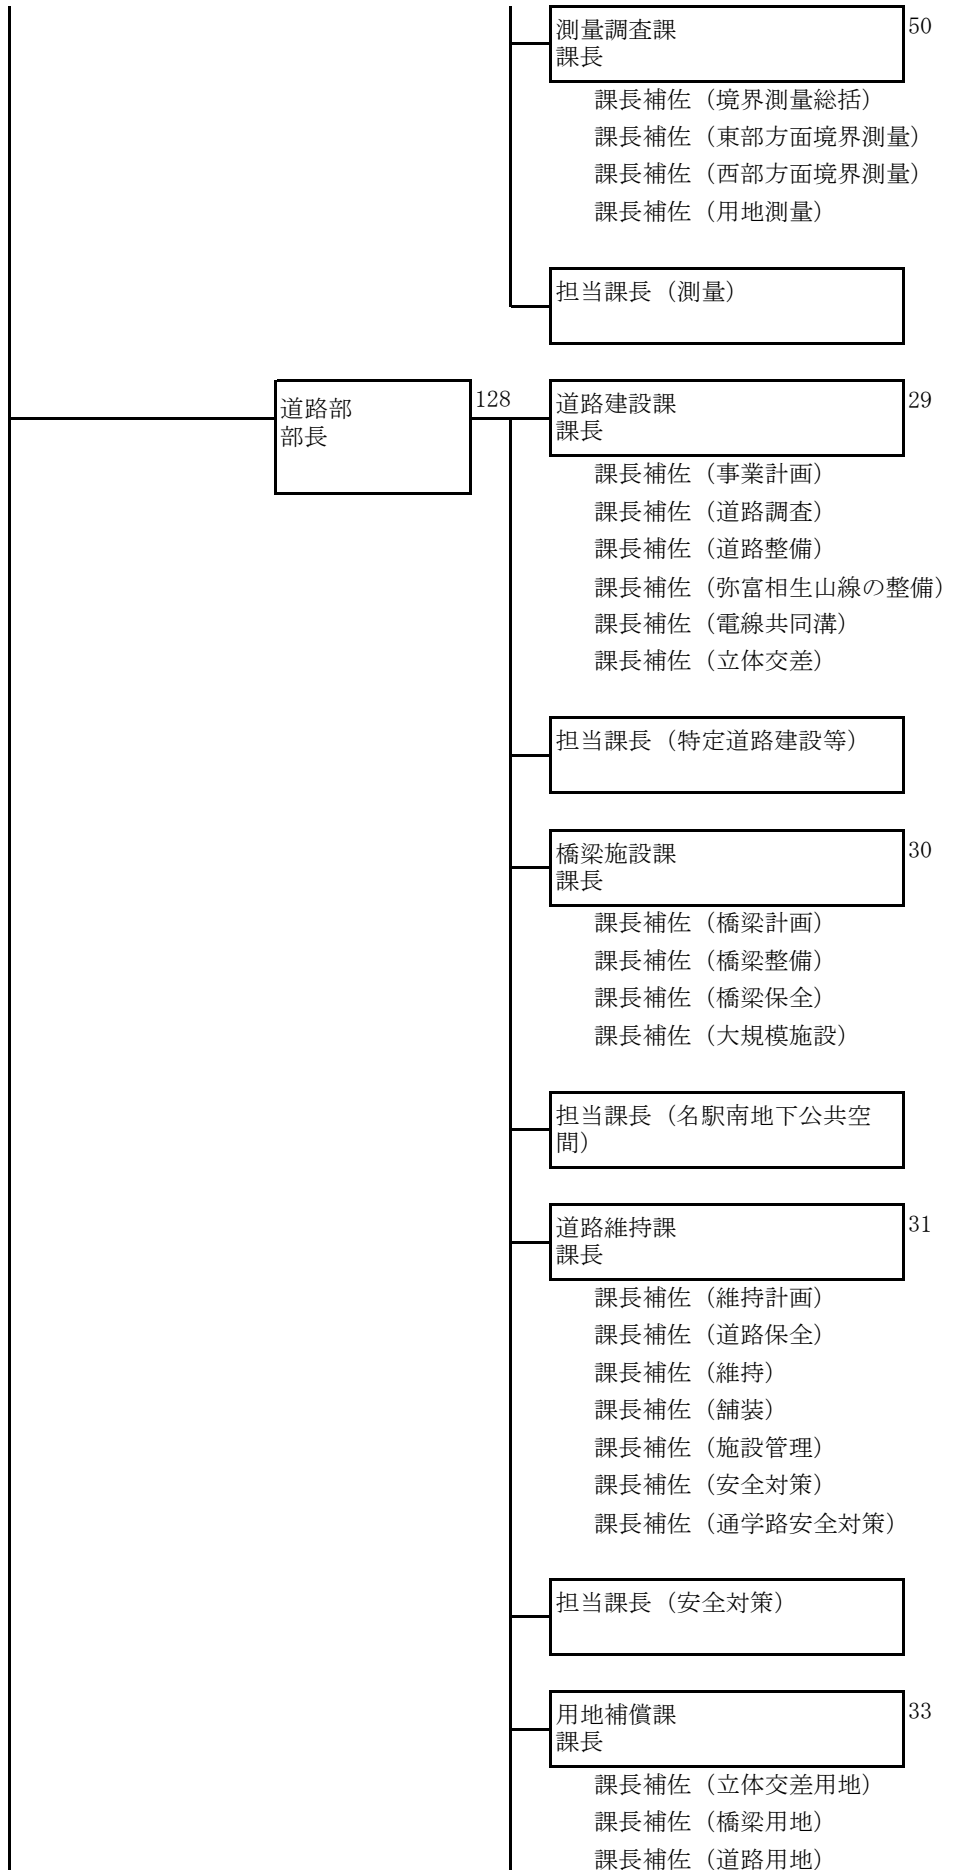 測量調査課
課長
50
課長補佐（境界測量総括）
課長補佐（東部方面境界測量）
課長補佐（西部方面境界測量）
課長補佐（用地測量）
担当課長（測量）
道路部
部長
128
道路建設課
課長
29
課長補佐（事業計画）
課長補佐（道路調査）
課長補佐（道路整備）
課長補佐（弥富相生山線の整備）
課長補佐（電線共同溝）
課長補佐（立体交差）
担当課長（特定道路建設等）
橋梁施設課
課長
30
課長補佐（橋梁計画）
課長補佐（橋梁整備）
課長補佐（橋梁保全）
課長補佐（大規模施設）
担当課長（名駅南地下公共空
間）
道路維持課
課長
31
課長補佐（維持計画）
課長補佐（道路保全）
課長補佐（維持）
課長補佐（舗装）
課長補佐（施設管理）
課長補佐（安全対策）
課長補佐（通学路安全対策）
担当課長（安全対策）
用地補償課
課長
33
課長補佐（立体交差用地）
課長補佐（橋梁用地）
課長補佐（道路用地）